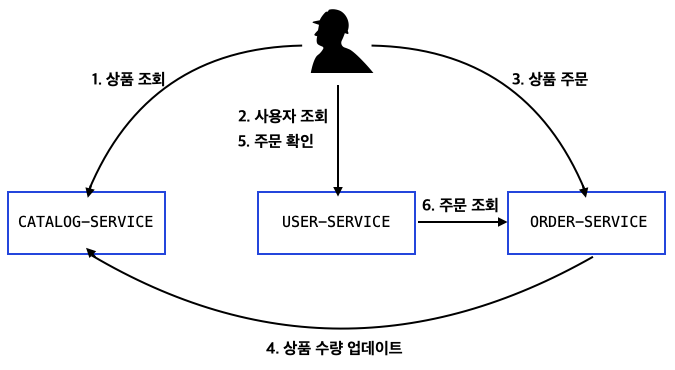 1. 상품 조회
3. 상품 주문
2. 사용자 조회
5. 주문 확인
6. 주문 조회
CATALOG-SERVICE
USER-SERVICE
ORDER-SERVICE
4. 상품 수량 업데이트